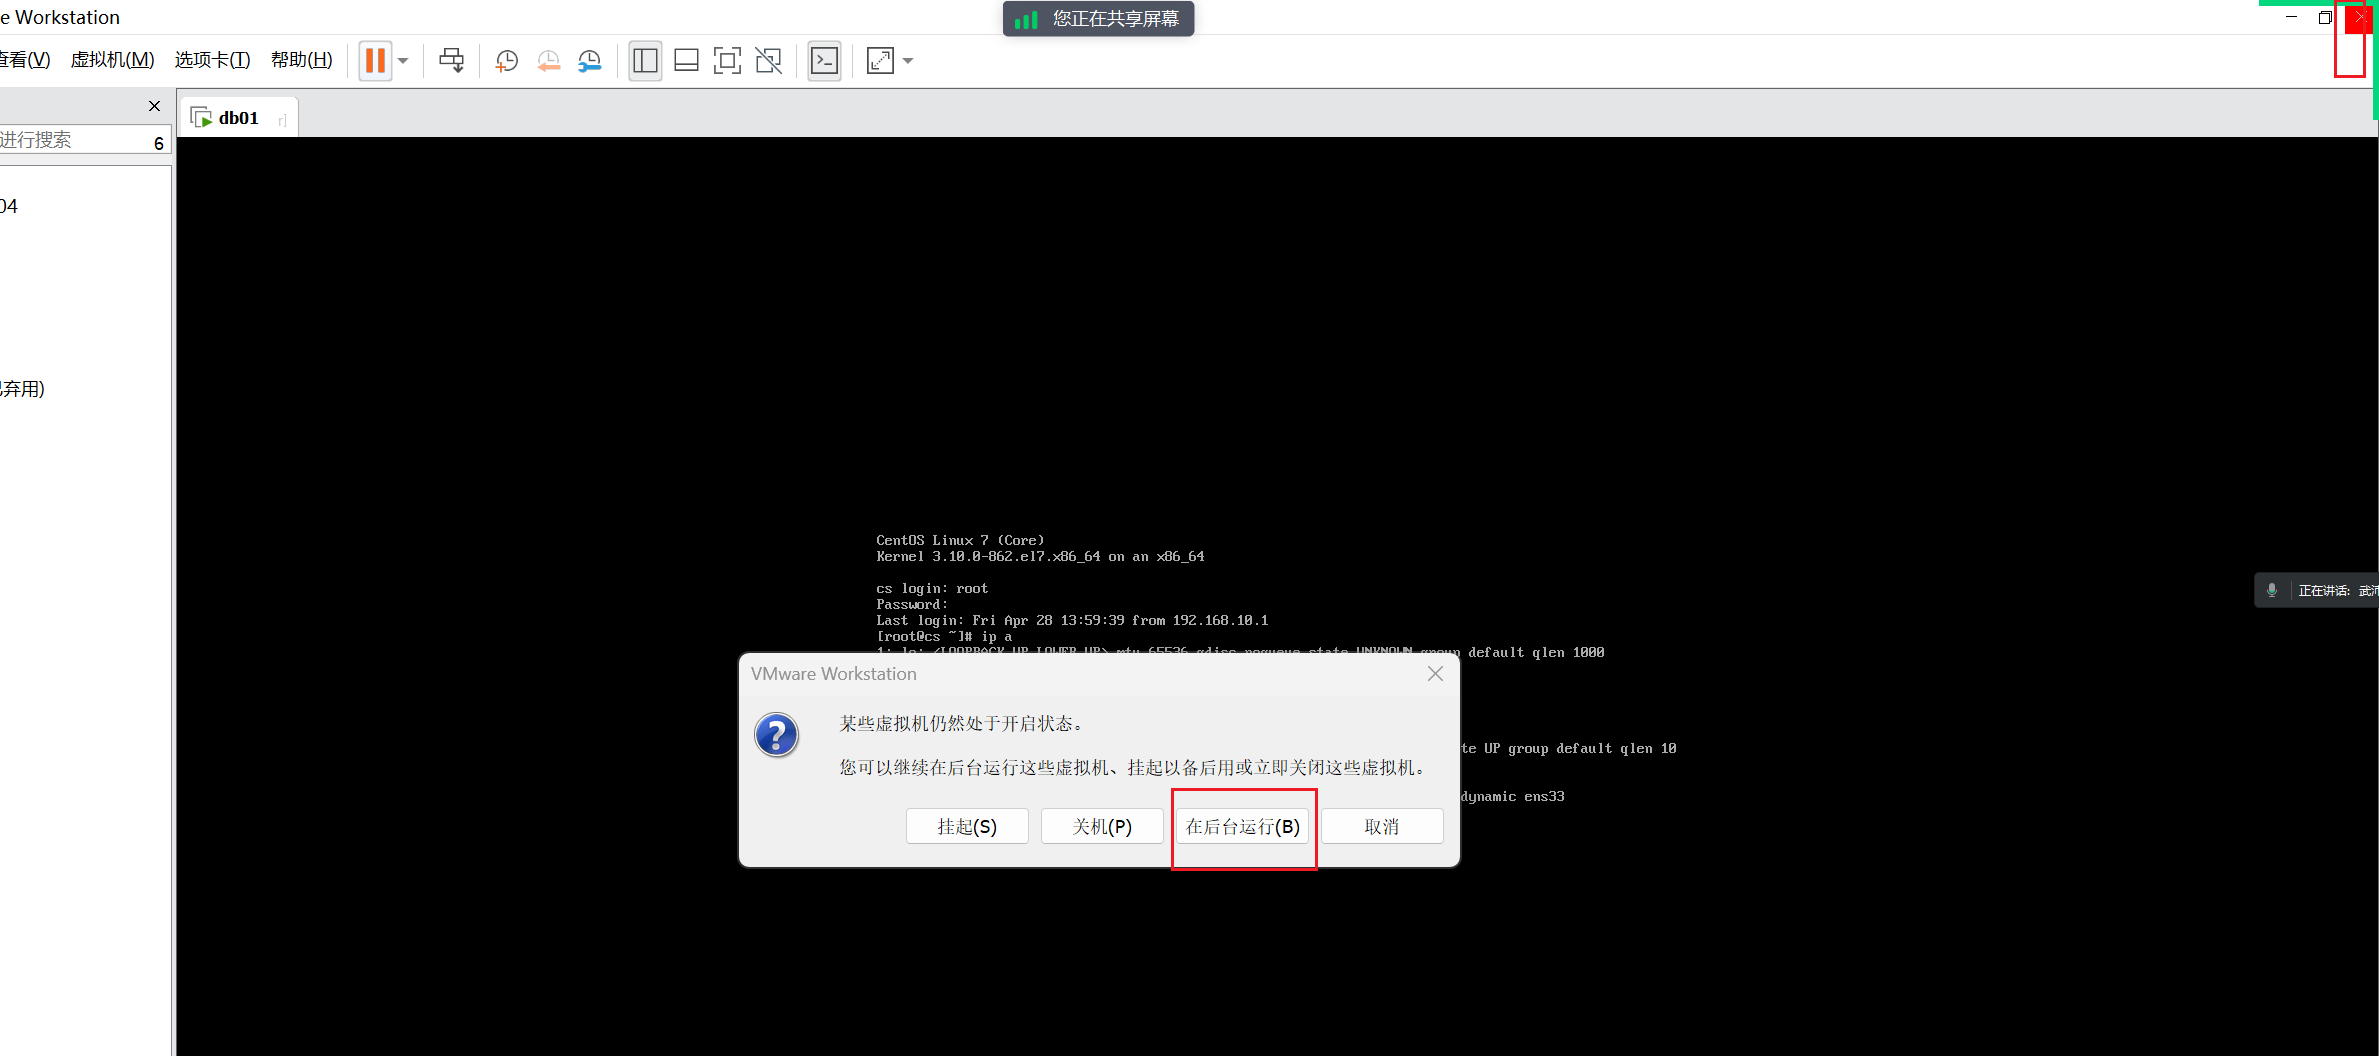 e Workstation
您正在共享屏幕
查看(V) 虚拟机(M) 选项卡(T) 帮助(H)
db01
进行搜索
6
04
弃用)
CentOS Linux 7 (Core)
Kernel 3.10.0-862.el7.x86_64 on an x86_64
cs login: root
Password:
Last login: Fri Apr 28 13:59:39 from 192.168.10.1
[root@cs ~]# ip a
1: lo: <LOOPBACK,UP,LOWER_UP> mtu 65536 qdisc noqueue state UNKNOWN group default qlen 1000
te UP group default qlen 10
dynamic ens33
VMware Workstation
某些虚拟机仍然处于开启状态。
您可以继续在后台运行这些虚拟机、挂起以备后用或立即关闭这些虚拟机。
挂起(S) 关机(P) 在后台运行(B) 取消
正在讲话: 武